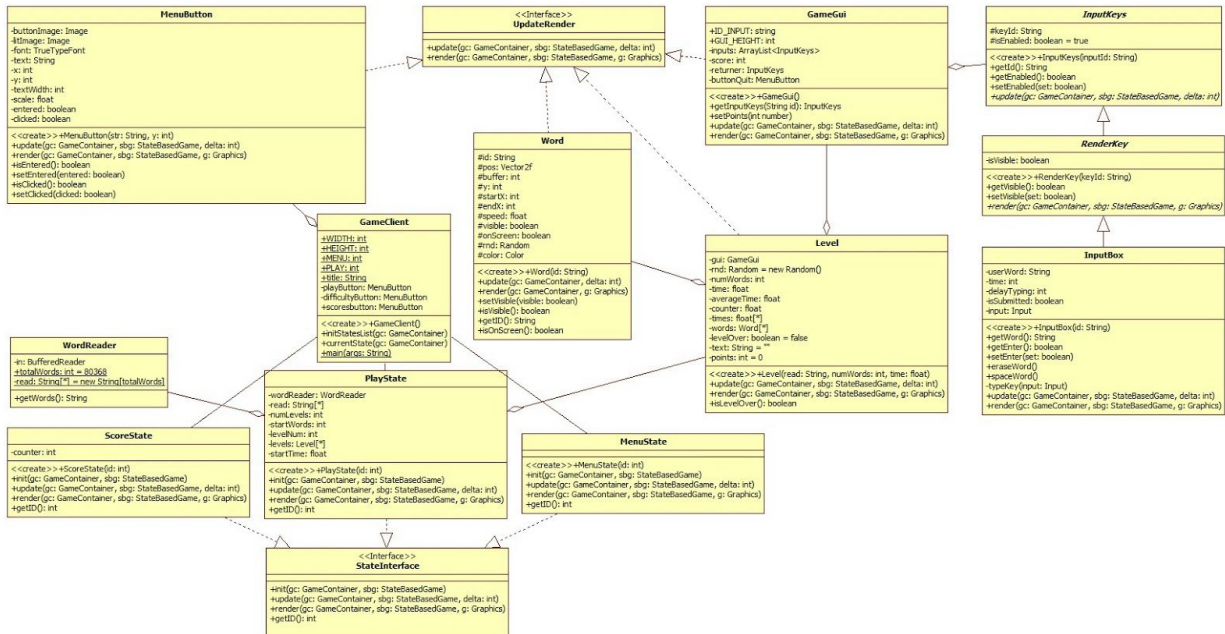 MenuButton
-buttonImage: Image
-litImage: Image
-font: TrueTypeFont
-text: String
-x: int
-y: int
-textWidth: int
-scale: float
-entered: boolean
-clicked: boolean
<<create>>+MenuButton(str: String, y: int)
+update(gc: GameContainer, sbg: StateBasedGame, delta: int)
+render(gc: GameContainer, sbg: StateBasedGame, g: Graphics)
+isEntered(): boolean
+setEntered(entered: boolean)
+isClicked(): boolean
+setClicked(clicked: boolean)
<<Interface>>
UpdateRender
+update(gc: GameContainer, sbg: StateBasedGame, delta: int)
+render(gc: GameContainer, sbg: StateBasedGame, g: Graphics)
GameGui
+ID_INPUT: string
+GUI_HEIGHT: int
-inputs: ArrayList<InputKeys>
-score: int
-returner: InputKeys
-buttonQuit: MenuButton
<<create>>+GameGui()
+getInputKeys(String id): InputKeys
+setPoints(int number)
+update(gc: GameContainer, sbg: StateBasedGame, delta: int)
+render(gc: GameContainer, sbg: StateBasedGame, g: Graphics)
InputKeys
#keyId: String
#isEnabled: boolean = true
<<create>>+InputKeys(inputId: String)
+getId(): String
+getEnabled(): boolean
+setEnabled(set: boolean)
+update(gc: GameContainer, sbg: StateBasedGame, delta: int)
RenderKey
-isVisible: boolean
<<create>>+RenderKey(keyId: String)
+getVisible(): boolean
+setVisible(set: boolean)
+render(gc: GameContainer, sbg: StateBasedGame, g: Graphics)
InputBox
-userWord: String
-time: int
-delayTyping: int
-isSubmitted: boolean
-input: Input
<<create>>+InputBox(id: String)
+getWord(): String
+getEnter(): boolean
+setEnter(set: boolean)
+eraseWord()
+spaceWord()
-typeKey(input: Input)
+update(gc: GameContainer, sbg: StateBasedGame, delta: int)
+render(gc: GameContainer, sbg: StateBasedGame, g: Graphics)
Word
#id: String
#pos: Vector2f
#buffer: int
#y: int
#startX: int
#endX: int
#speed: float
#visible: boolean
#onScreen: boolean
#rnd: Random
#color: Color
<<create>>+Word(id: String)
+update(gc: GameContainer, delta: int)
+render(gc: GameContainer, g: Graphics)
+setVisible(visible: boolean)
+isVisible(): boolean
+getID(): String
+isOnScreen(): boolean
Level
-gui: GameGui
-rnd: Random = new Random()
-numWords: int
-time: float
-averageTime: float
-counter: float
-times: float[*]
-words: Word[*]
-levelOver: boolean = false
-text: String = ""
-points: int = 0
<<create>>+Level(read: String, numWords: int, time: float)
+update(gc: GameContainer, sbg: StateBasedGame, delta: int)
+render(gc: GameContainer, sbg: StateBasedGame, g: Graphics)
+isLevelOver(): boolean
GameClient
+WIDTH: int
+HEIGHT: int
+MENU: int
+PLAY: int
+title: String
-playButton: MenuButton
-difficultyButton: MenuButton
-scoresbutton: MenuButton
<<create>>+GameClient()
+initStatesList(gc: GameContainer)
+currentState(gc: GameContainer)
+main(args: String)
WordReader
-in: BufferedReader
+totalWords: int = 80368
-read: String[*] = new String[totalWords]
+getWords(): String
PlayState
-wordReader: WordReader
-read: String[*]
-numLevels: int
-startWords: int
-levelNum: int
-levels: Level[*]
-startTime: float
<<create>>+PlayState(id: int)
+init(gc: GameContainer, sbg: StateBasedGame)
+update(gc: GameContainer, sbg: StateBasedGame, delta: int)
+render(gc: GameContainer, sbg: StateBasedGame, g: Graphics)
+getID(): int
ScoreState
-counter: int
<<create>>+ScoreState(id: int)
+init(gc: GameContainer, sbg: StateBasedGame)
+update(gc: GameContainer, sbg: StateBasedGame, delta: int)
+render(gc: GameContainer, sbg: StateBasedGame, g: Graphics)
+getID(): int
MenuState
<<create>>+MenuState(id: int)
+init(gc: GameContainer, sbg: StateBasedGame)
+update(gc: GameContainer, sbg: StateBasedGame, delta: int)
+render(gc: GameContainer, sbg: StateBasedGame, g: Graphics)
+getID(): int
<<Interface>>
StateInterface
+init(gc: GameContainer, sbg: StateBasedGame)
+update(gc: GameContainer, sbg: StateBasedGame, delta: int)
+render(gc: GameContainer, sbg: StateBasedGame, g: Graphics)
+getID(): int